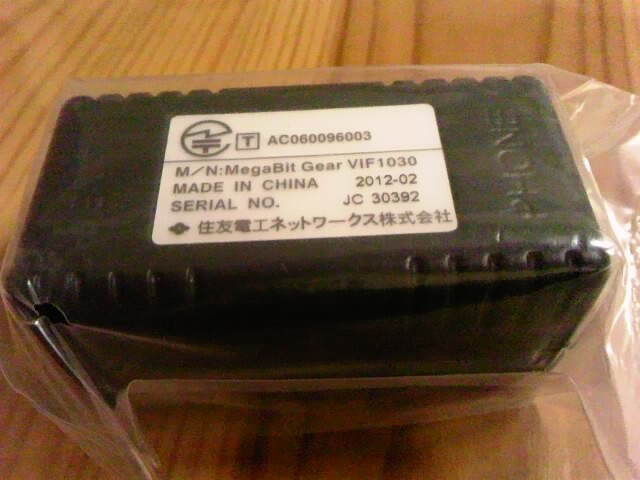 T AC060096003
M/N:MegaBit Gear VIF1030
MADE IN CHINA 2012-02
SERIAL NO. JC 30392
住友電工ネットワークス株式会社
PHONE